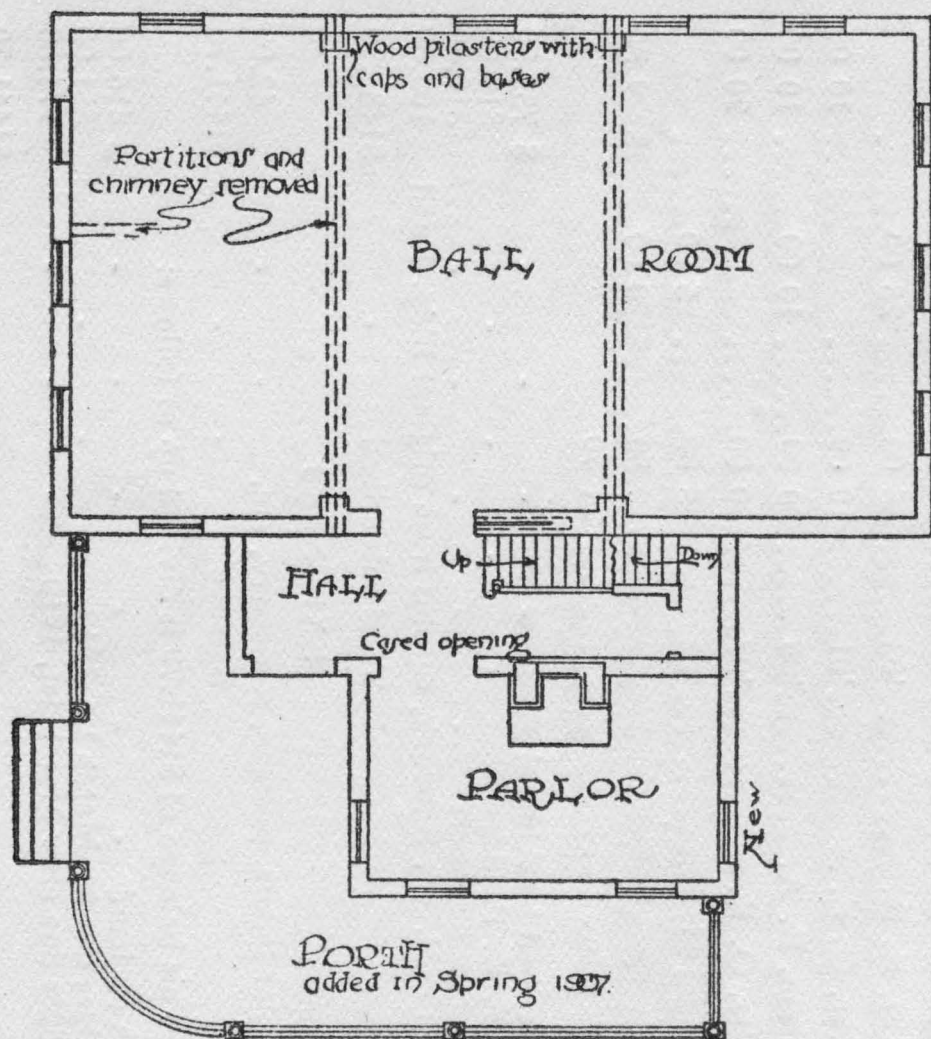 Wood pilasters with
caps and bases
Partitions and
chimney removed
BALL ROOM
Up
Down
HALL
Cased opening
PARLOR
New
PORCH
added in Spring 1907.